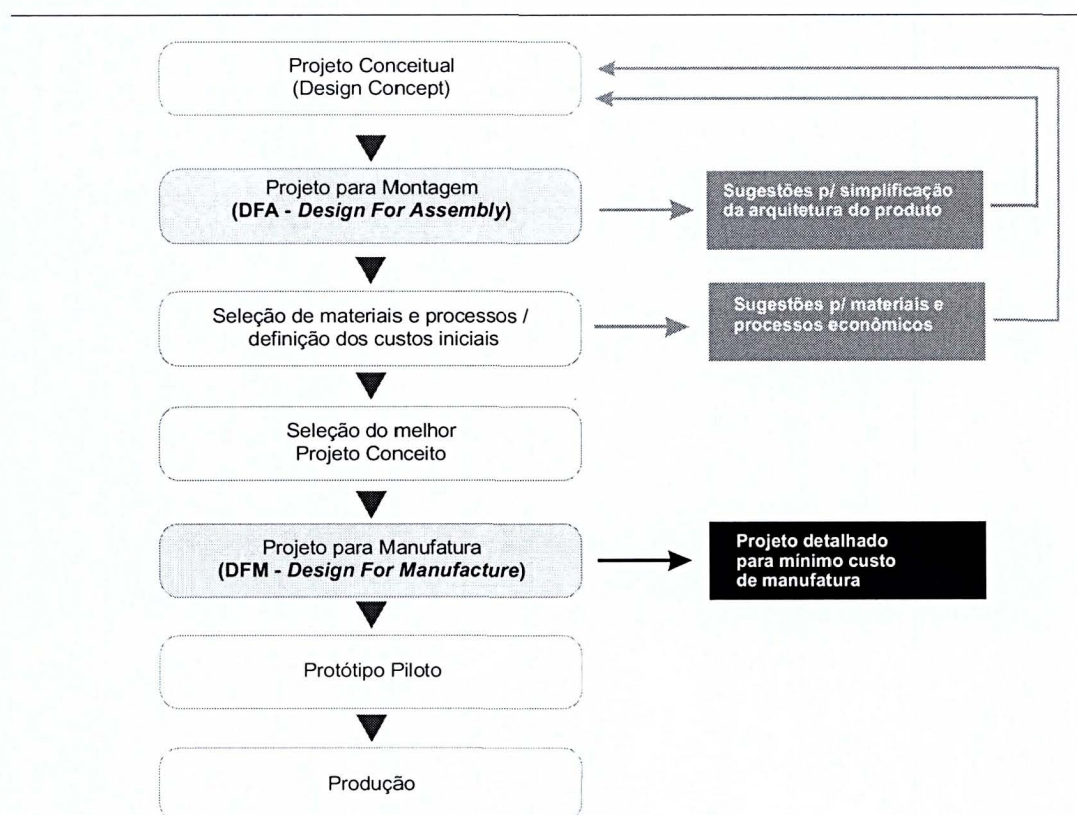 Projeto Conceitual
(Design Concept)
Projeto para Montagem
(DFA - Design For Assembly)
Sugestões p/ simplificação
da arquitetura do produto
Seleção de materiais e processos /
definição dos custos iniciais
Sugestões p/ materiais e
processos econômicos
Seleção do melhor
Projeto Conceito
Projeto para Manufatura
(DFM - Design For Manufacture)
Projeto detalhado
para mínimo custo
de manufatura
Protótipo Piloto
Produção